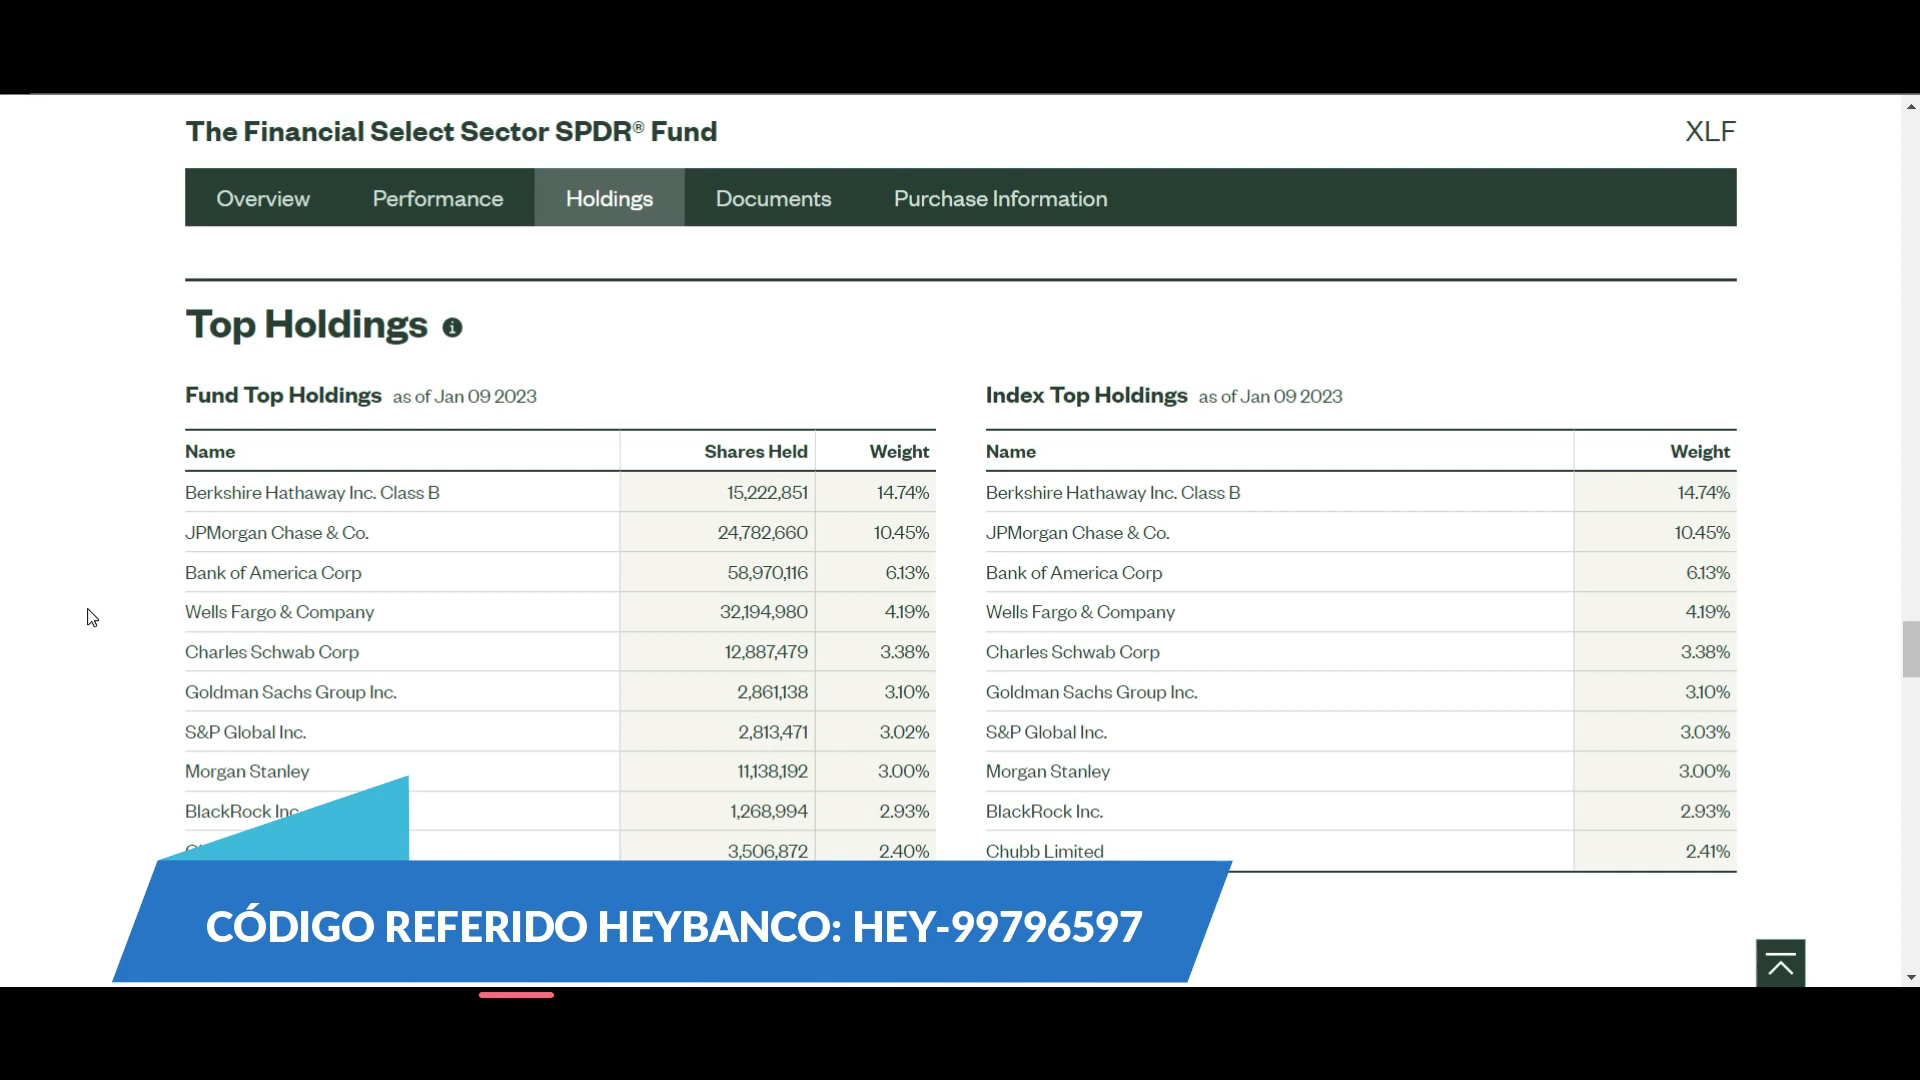 The Financial Select Sector SPDR® Fund XLF
Overview Performance Holdings Documents Purchase Information
Top Holdings
Fund Top Holdings as of Jan 09 2023
Name Shares Held Weight
Berkshire Hathaway Inc. Class B 15,222,851 14.74%
JPMorgan Chase & Co. 24,782,660 10.45%
Bank of America Corp 58,970,116 6.13%
Wells Fargo & Company 32,194,980 4.19%
Charles Schwab Corp 12,887,479 3.38%
Goldman Sachs Group Inc. 2,861,138 3.10%
S&P Global Inc. 2,813,471 3.02%
Morgan Stanley 11,138,192 3.00%
BlackRock Inc 1,268,994 2.93%
3,506,872 2.40%
Index Top Holdings as of Jan 09 2023
Name Weight
Berkshire Hathaway Inc. Class B 14.74%
JPMorgan Chase & Co. 10.45%
Bank of America Corp 6.13%
Wells Fargo & Company 4.19%
Charles Schwab Corp 3.38%
Goldman Sachs Group Inc. 3.10%
S&P Global Inc. 3.03%
Morgan Stanley 3.00%
BlackRock Inc. 2.93%
Chubb Limited 2.41%
CÓDIGO REFERIDO HEYBANCO: HEY-99796597